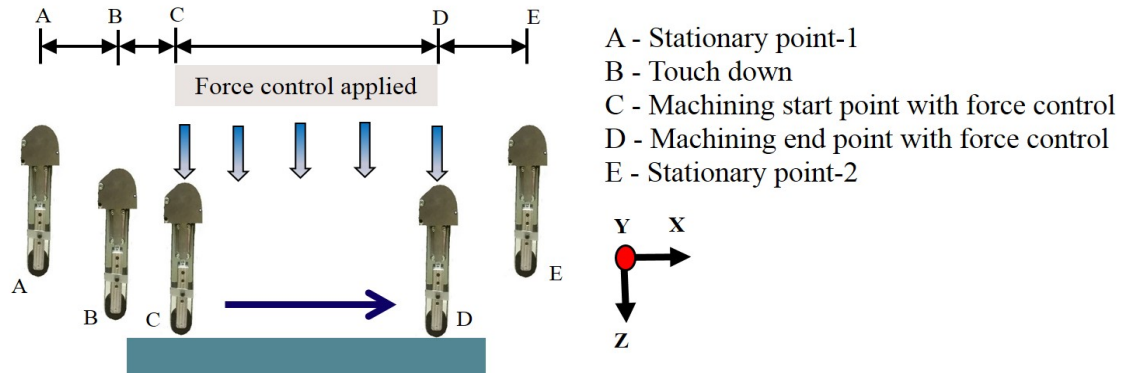 A B C D E
Force control applied
A B C D E
A - Stationary point-1
B - Touch down
C - Machining start point with force control
D - Machining end point with force control
E - Stationary point-2
Y X
Z